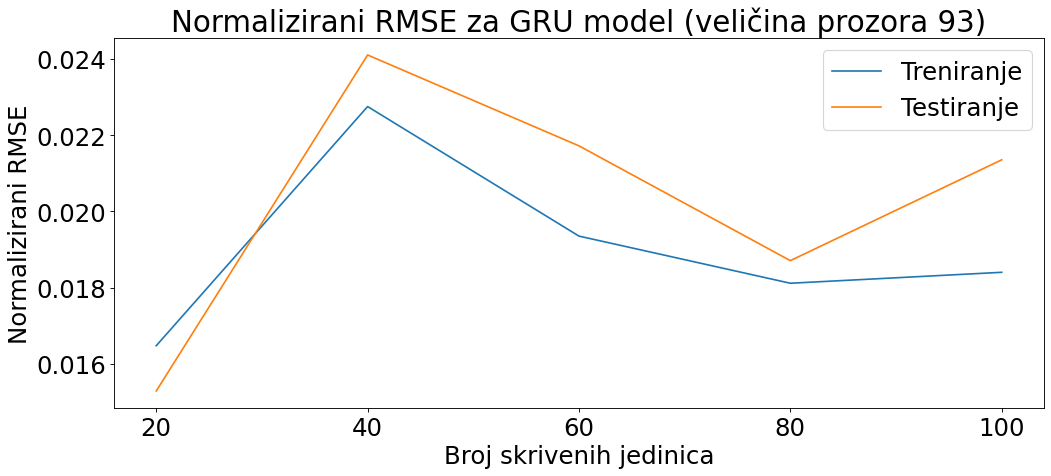 Normalizirani RMSE za GRU model (veličina prozora 93)
Treniranje
Testiranje
Normalizirani RMSE
0.024
0.022
0.020
0.018
0.016
20 40 60 80 100
Broj skrivenih jedinica